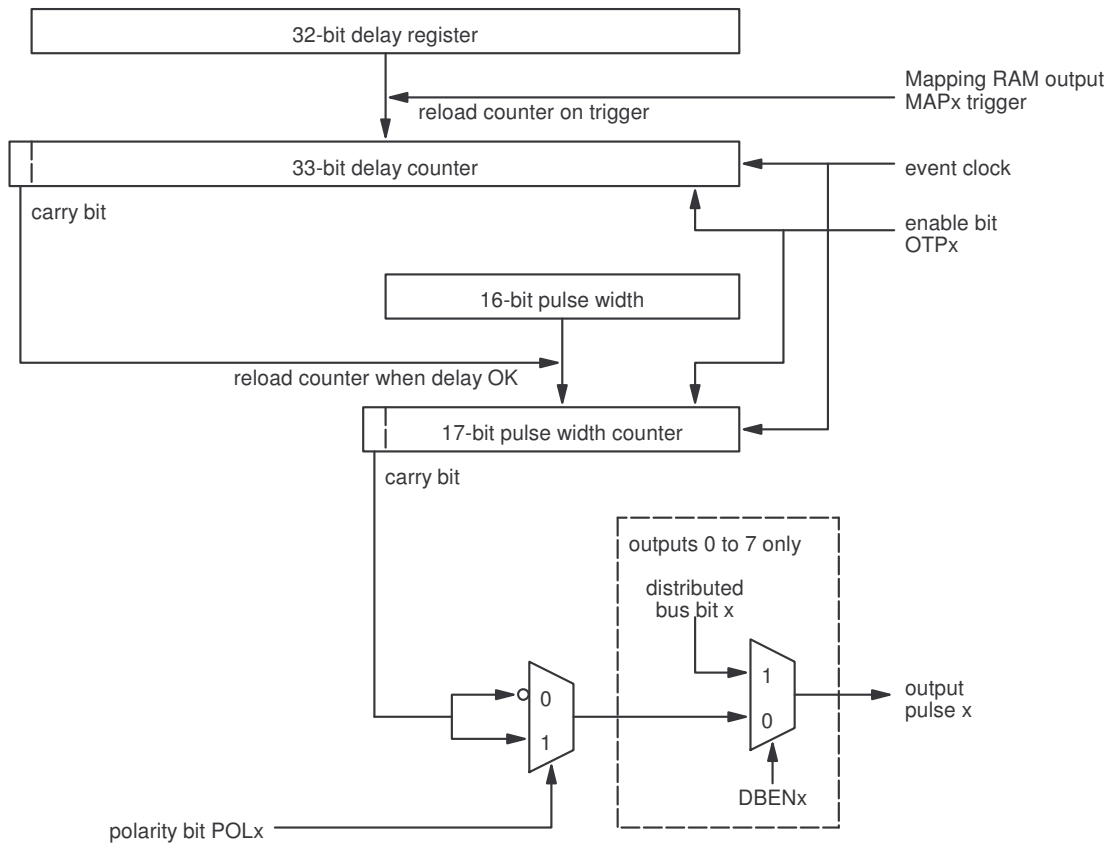 32-bit delay register
Mapping RAM output
MAPx trigger
reload counter on trigger
33-bit delay counter
event clock
carry bit
enable bit
OTPx
16-bit pulse width
reload counter when delay OK
17-bit pulse width counter
carry bit
outputs 0 to 7 only
distributed
bus bit x
0
1
1
0
output
pulse x
DBENx
polarity bit POLx